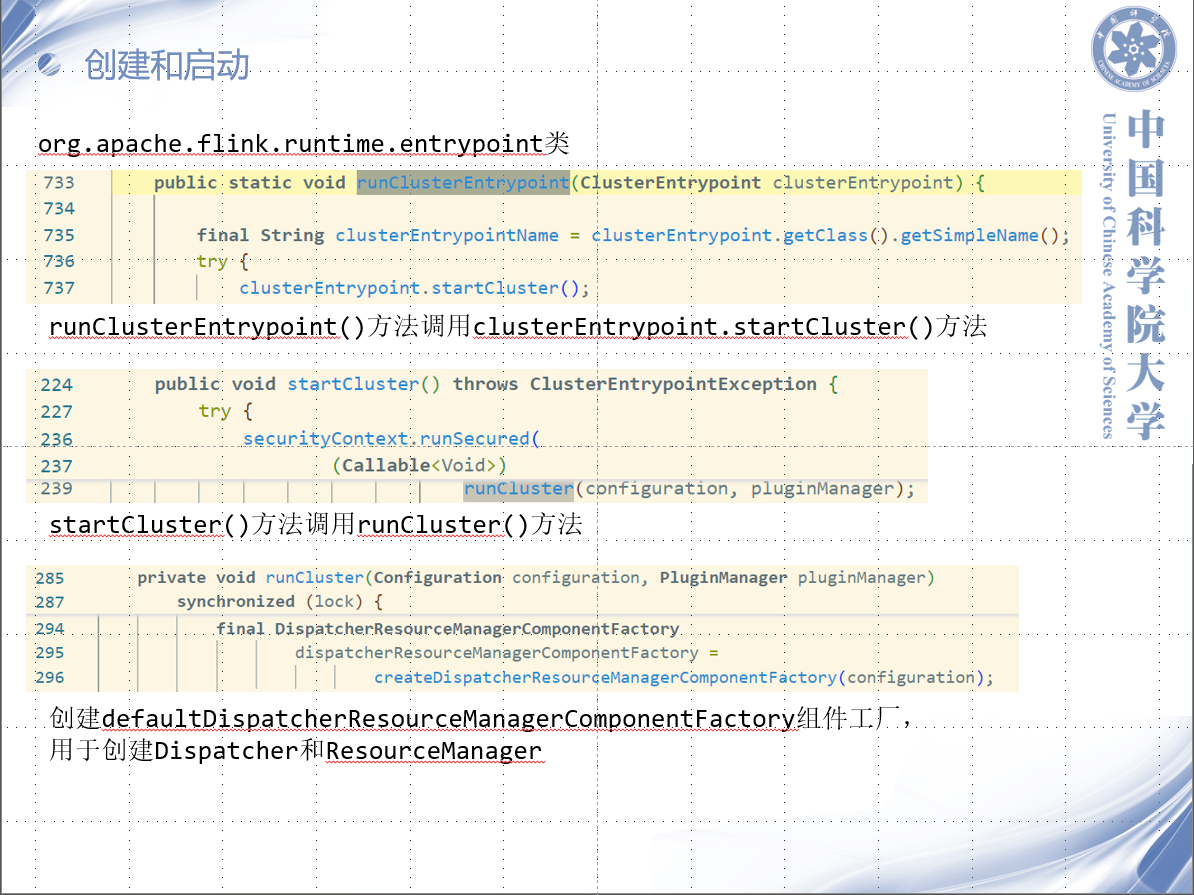 创建和启动
org.apache.flink.runtime.entrypoint类
733 public static void runClusterEntrypoint(ClusterEntrypoint clusterEntrypoint) {
734
735 final String clusterEntrypointName = clusterEntrypoint.getClass().getSimpleName();
736 try {
737 clusterEntrypoint.startCluster();
runClusterEntrypoint()方法调用clusterEntrypoint.startCluster()方法
224 public void startCluster() throws ClusterEntrypointException {
227 try {
236 securityContext.runSecured(
237 (Callable<Void>)
239 runCluster(configuration, pluginManager);
startCluster()方法调用runCluster()方法
285 private void runCluster(Configuration configuration, PluginManager pluginManager)
287 synchronized (lock) {
294 final DispatcherResourceManagerComponentFactory
295 dispatcherResourceManagerComponentFactory =
296 createDispatcherResourceManagerComponentFactory(configuration);
创建defaultDispatcherResourceManagerComponentFactory组件工厂，
用于创建Dispatcher和ResourceManager
中国科学院大学
University of Chinese Academy of Sciences
中国科学院
CHINESE ACADEMY OF SCIENCES